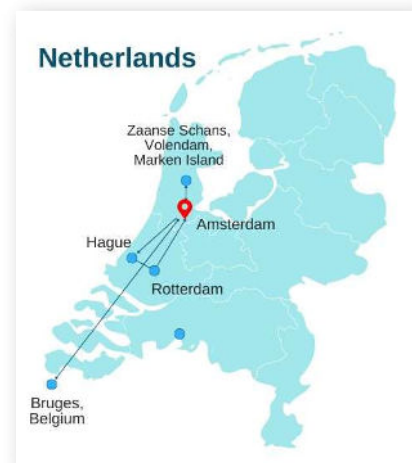 Netherlands
Zaanse Schans,
Volendam,
Marken Island
Amsterdam
Hague
Rotterdam
Bruges,
Belgium